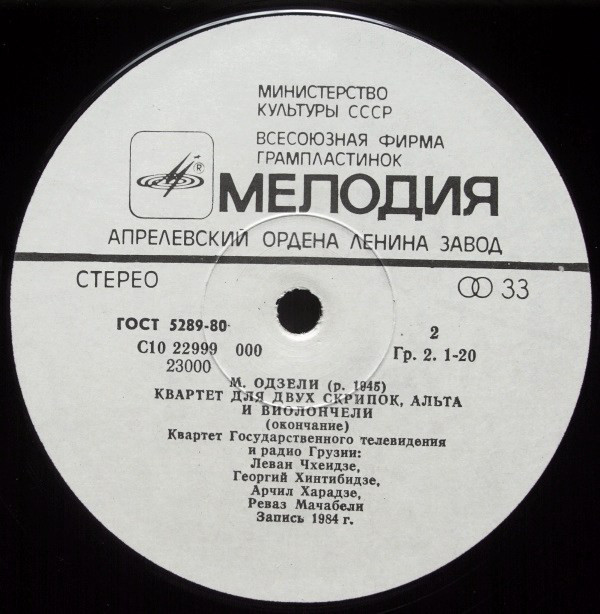 МИНИСТЕРСТВО
КУЛЬТУРЫ СССР
ВСЕСОЮЗНАЯ ФИРМА
ГРАМПЛАСТИНОК
®
МЕЛОДИЯ
АПРЕЛЕВСКИЙ ОРДЕНА ЛЕНИНА ЗАВОД
СТЕРЕО 33
ГОСТ 5289-80 2
С10 22999 000 Гр. 2. 1-20
23000
М. ОДЗЕЛИ (р. 1945)
КВАРТЕТ ДЛЯ ДВУХ СКРИПОК, АЛЬТА
И ВИОЛОНЧЕЛИ
(окончание)
Квартет Государственного телевидения
и радио Грузии:
Леван Чхеидзе,
Георгий Хинтибидзе,
Арчил Харадзе,
Реваз Мачабели
Запись 1984 г.